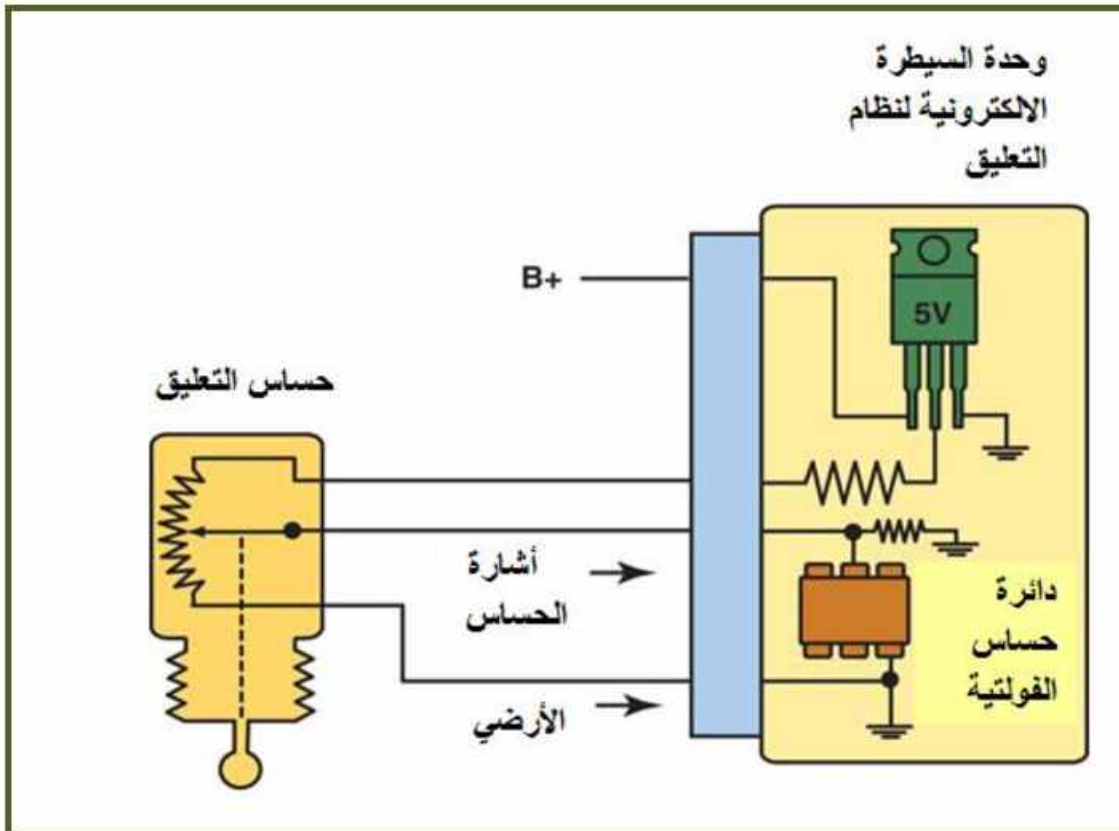 وحدة السيطرة
الالكترونية لنظام
التعليق
5V
B+
حساس التعليق
أشارة
الحساس
الأرضي
دائرة
حساس
الفولتية